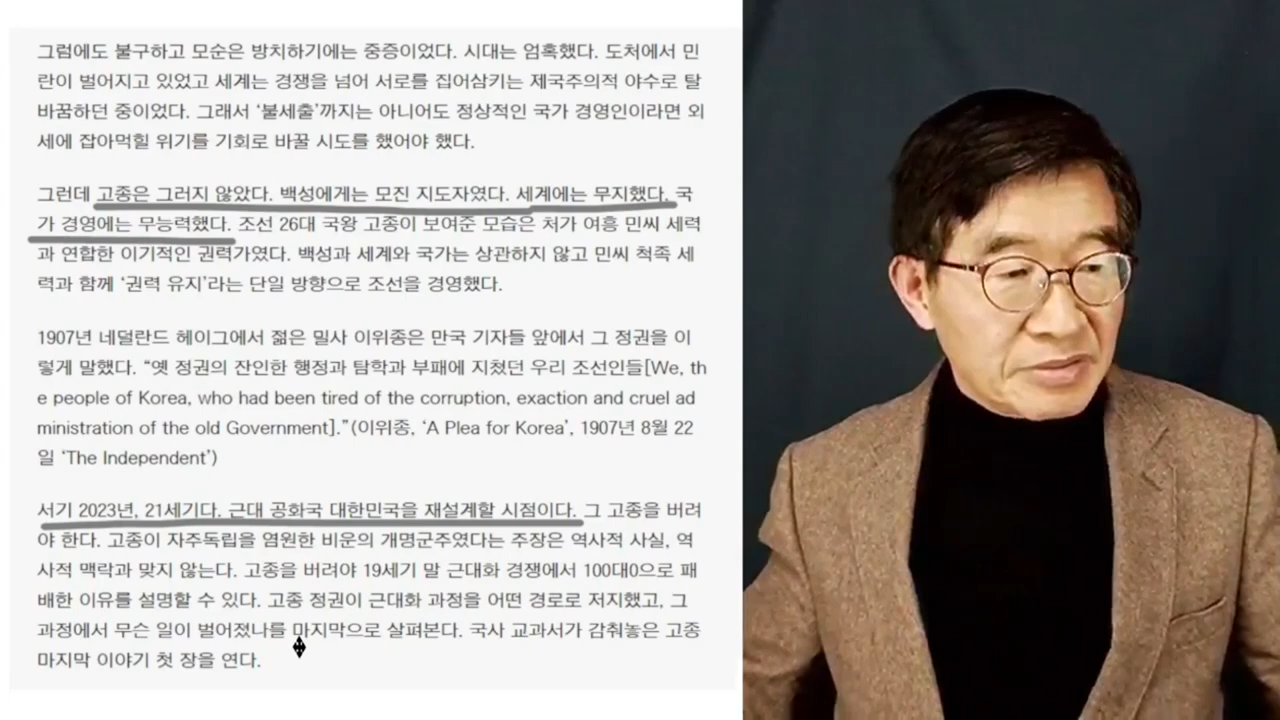 그럼에도 불구하고 모순은 방치하기에는 중증이었다. 시대는 엄혹했다. 도처에서 민
란이 벌어지고 있었고 세계는 경쟁을 넘어 서로를 집어삼키는 제국주의적 야수로 탈
바꿈하던 중이었다. 그래서 ‘불세출’까지는 아니어도 정상적인 국가 경영인이라면 외
세에 잡아먹힐 위기를 기회로 바꿀 시도를 했어야 했다.
그런데 고종은 그러지 않았다. 백성에게는 모진 지도자였다. 세계에는 무지했다. 국
가 경영에는 무능력했다. 조선 26대 국왕 고종이 보여준 모습은 처가 여흥 민씨 세력
과 연합한 이기적인 권력가였다. 백성과 세계와 국가는 상관하지 않고 민씨 척족 세
력과 함께 ‘권력 유지’라는 단일 방향으로 조선을 경영했다.
1907년 네덜란드 헤이그에서 젊은 밀사 이위종은 만국 기자들 앞에서 그 정권을 이
렇게 말했다. “옛 정권의 잔인한 행정과 탐학과 부패에 지쳤던 우리 조선인들[We, th
e people of Korea, who had been tired of the corruption, exaction and cruel ad
ministration of the old Government].”(이위종, ‘A Plea for Korea’, 1907년 8월 22
일 ‘The Independent’)
서기 2023년, 21세기다. 근대 공화국 대한민국을 재설계할 시점이다. 그 고종을 버려
야 한다. 고종이 자주독립을 염원한 비운의 개명군주였다는 주장은 역사적 사실, 역
사적 맥락과 맞지 않는다. 고종을 버려야 19세기 말 근대화 경쟁에서 100대0으로 패
배한 이유를 설명할 수 있다. 고종 정권이 근대화 과정을 어떤 경로로 저지했고, 그
과정에서 무슨 일이 벌어졌나를 마지막으로 살펴본다. 국사 교과서가 감춰놓은 고종
마지막 이야기 첫 장을 연다.